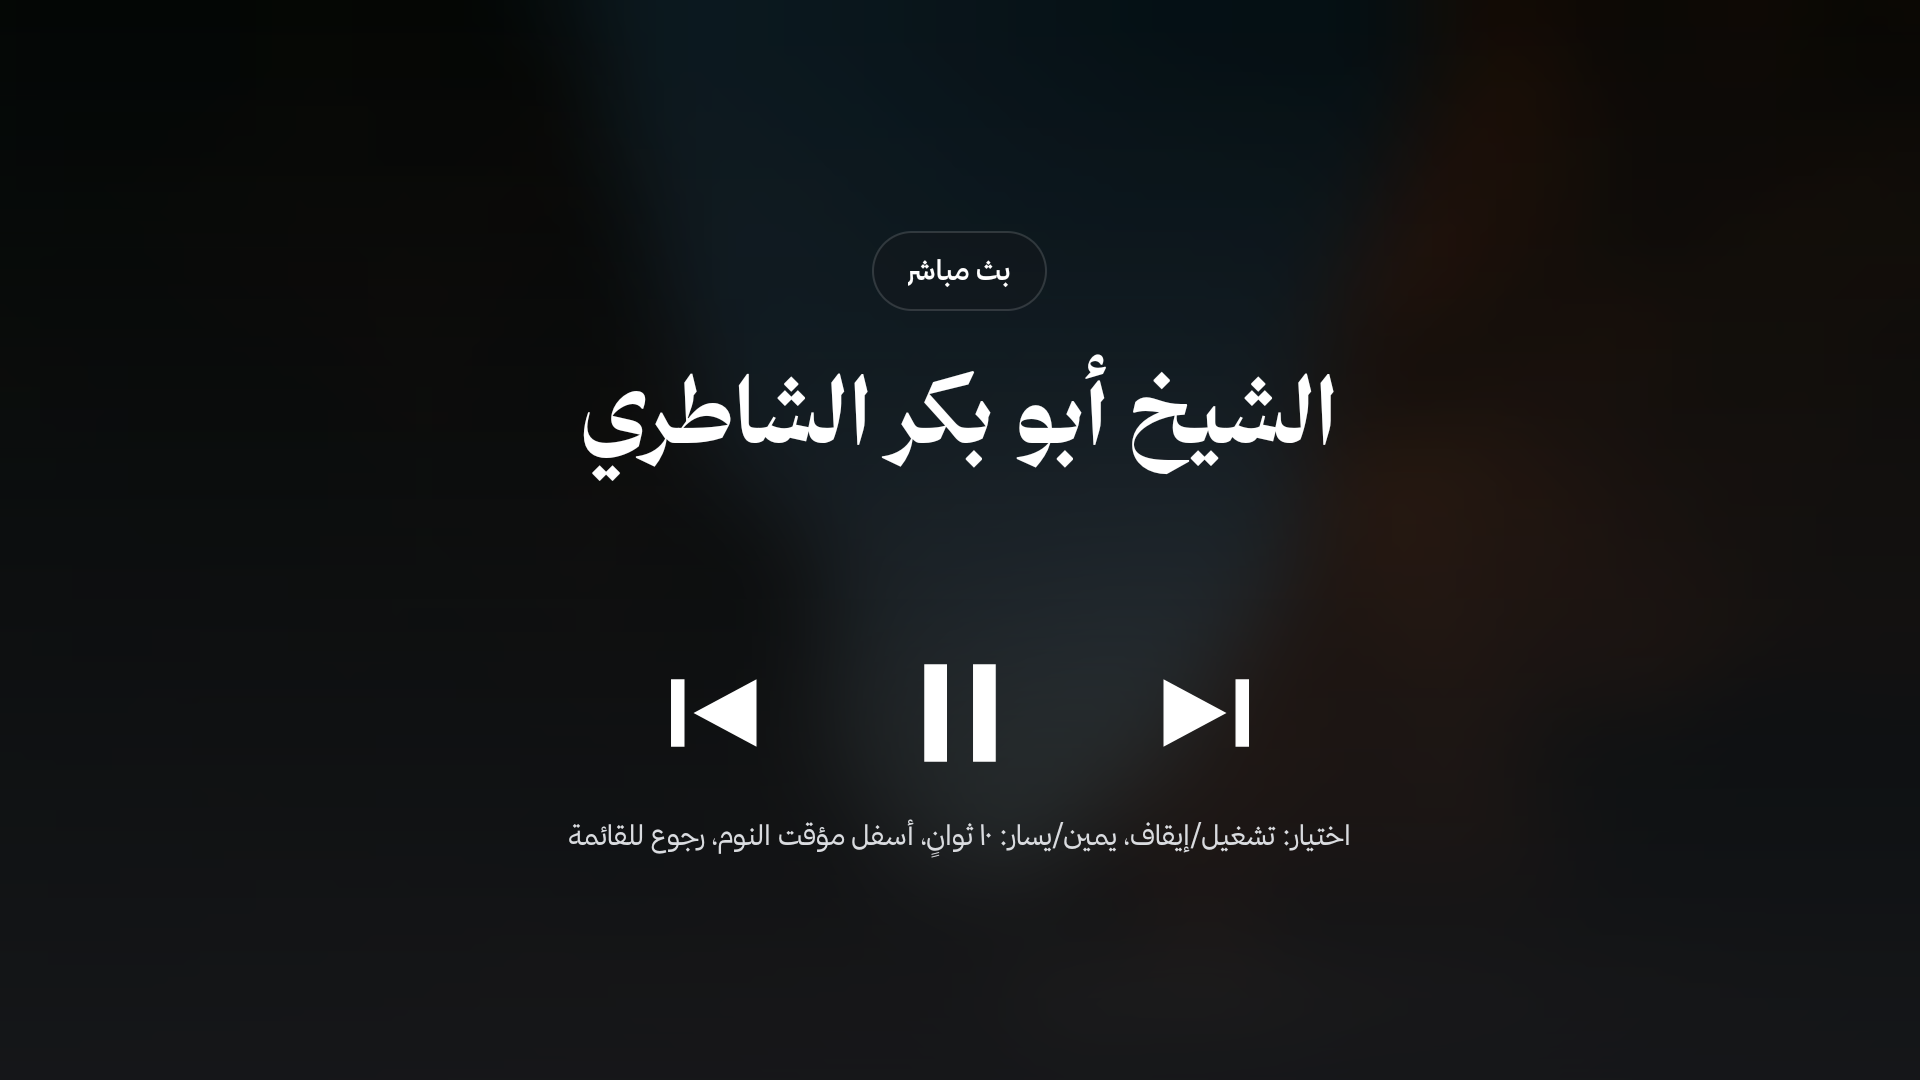 بث مباشر
الشيخ أبو بكر الشاطري
اختيار: تشغيل/إيقاف، يمين/يسار: ١٠ ثوانٍ، أسفل مؤقت النوم، رجوع للقائمة